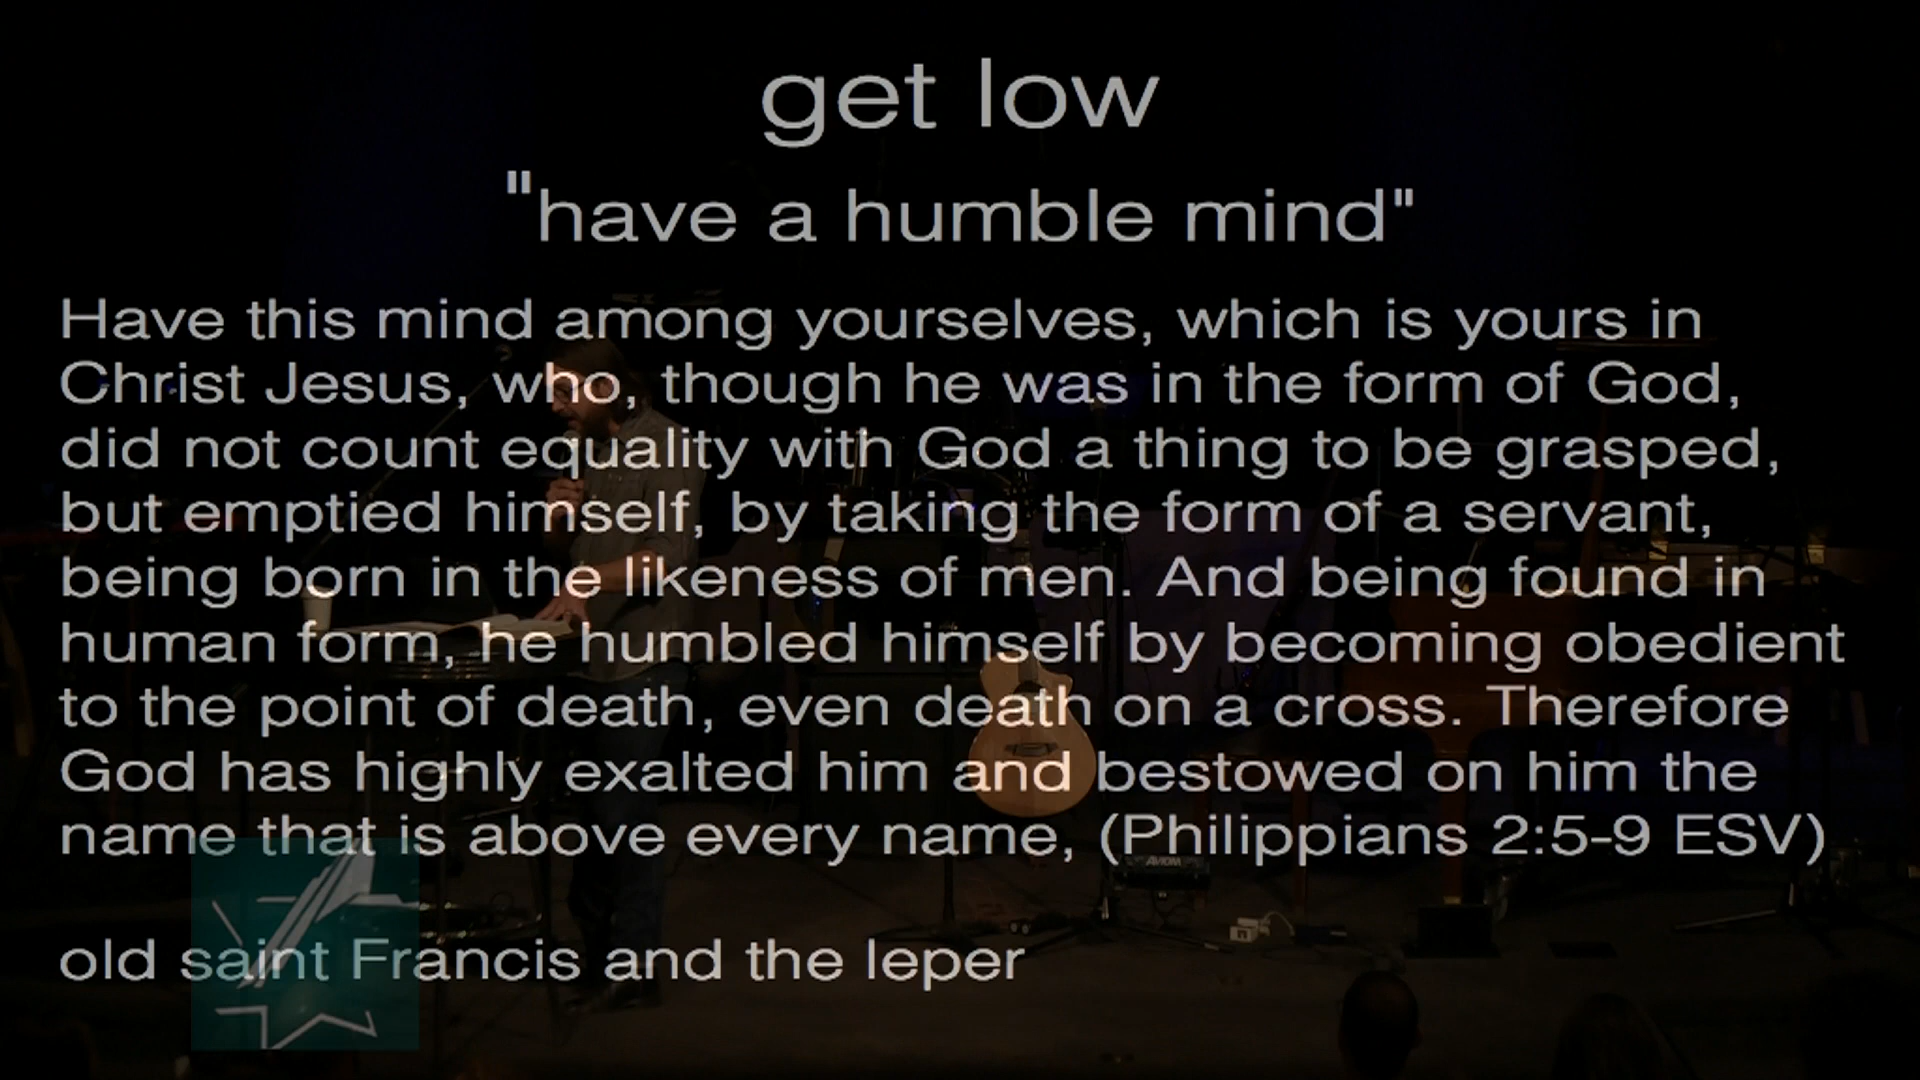 get low
"have a humble mind"
Have this mind among yourselves, which is yours in
Christ Jesus, who, though he was in the form of God,
did not count equality with God a thing to be grasped,
but emptied himself, by taking the form of a servant,
being born in the likeness of men. And being found in
human form, he humbled himself by becoming obedient
to the point of death, even death on a cross. Therefore
God has highly exalted him and bestowed on him the
name that is above every name, (Philippians 2:5-9 ESV)
AVIOM
old saint Francis and the leper